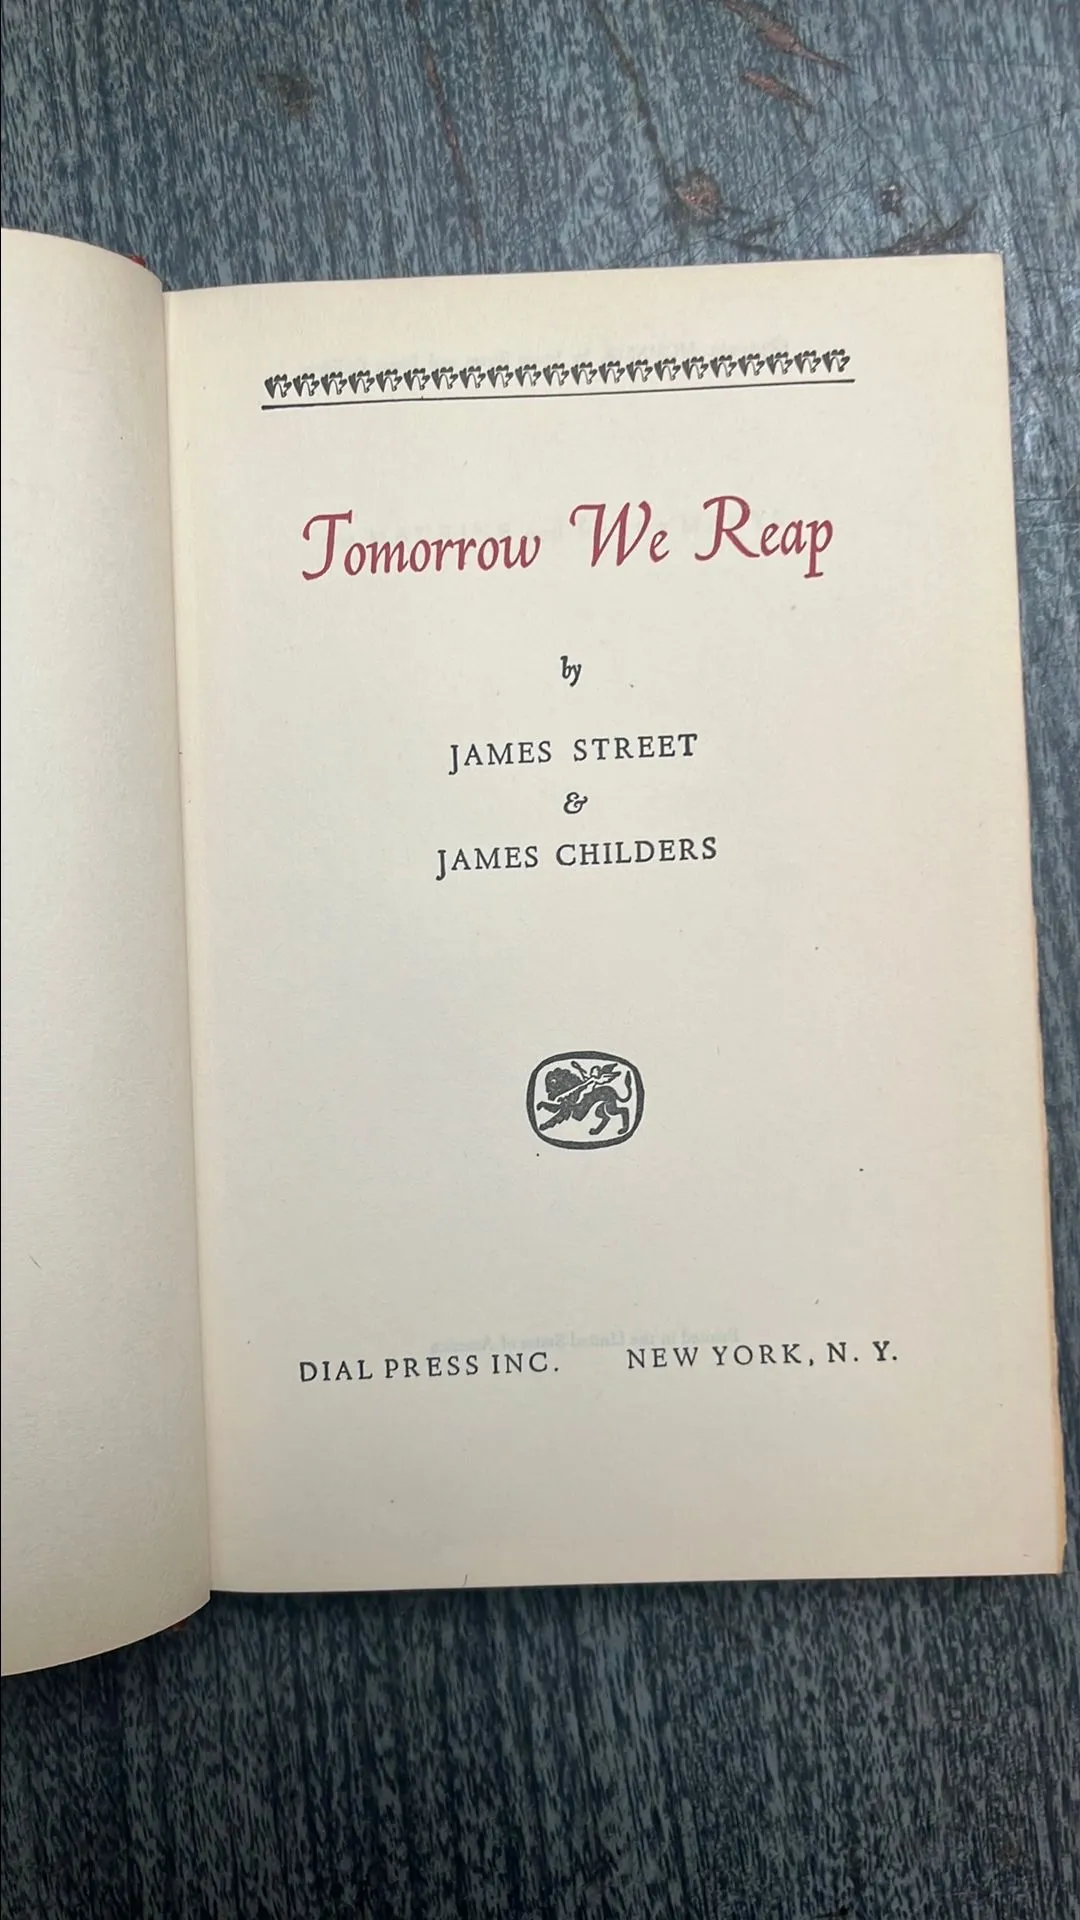 Tomorrow We Reap
by
JAMES STREET
&
JAMES CHILDERS
DIAL PRESS INC. NEW YORK, N. Y.